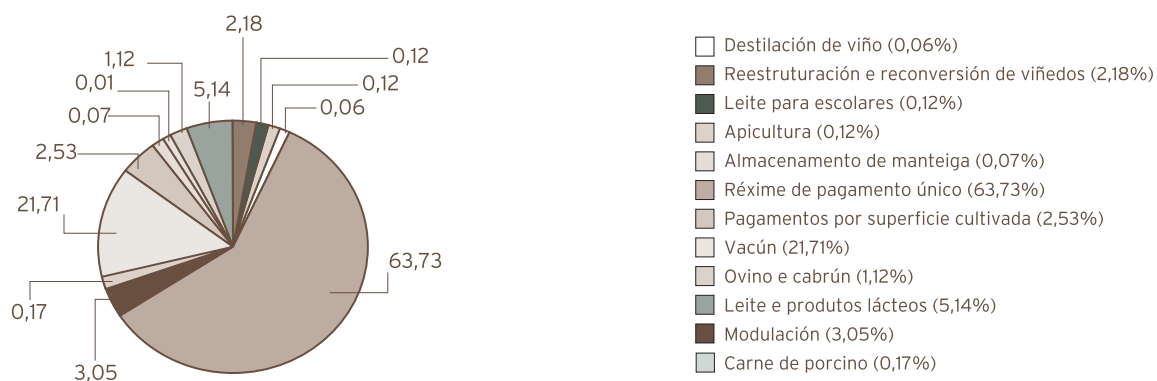 2,18
1,12
0,12
0,01
5,14
0,12
0,07
0,06
2,53
21,71
63,73
0,17
3,05
Destilación de viño (0,06%)
Reestruturación e reconversión de viñedos (2,18%)
Leite para escolares (0,12%)
Apicultura (0,12%)
Almacenamento de manteiga (0,07%)
Réxime de pagamento único (63,73%)
Pagamentos por superficie cultivada (2,53%)
Vacún (21,71%)
Ovino e cabrún (1,12%)
Leite e produtos lácteos (5,14%)
Modulación (3,05%)
Carne de porcino (0,17%)